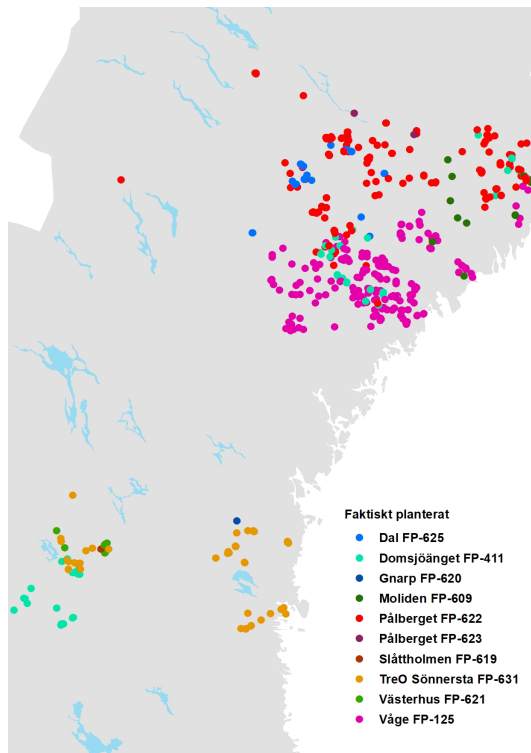 Faktiskt planterat
Dal FP-625
Domsjöänget FP-411
Gnarp FP-620
Moliden FP-609
Pålberget FP-622
Pålberget FP-623
Slåttholmen FP-619
TreO Sönnersta FP-631
Västerhus FP-621
Våge FP-125